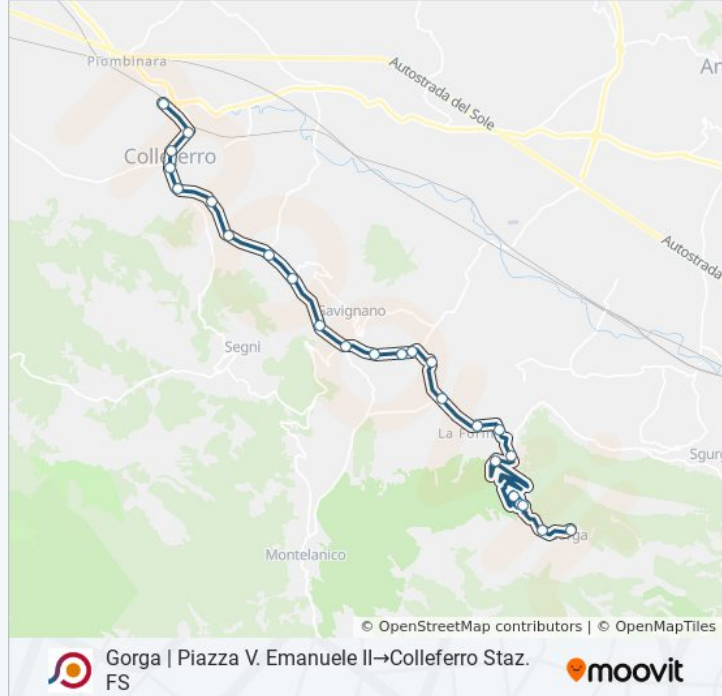 Piombinara
An
Autostrada del Sole
Colleferro
Autostrada
Gavignano
Segni
La Form
Sgurg
Gorga
Montelanico
© OpenStreetMap contributors | © OpenMapTiles
Gorga | Piazza V. Emanuele II→Colleferro Staz.
FS
moovit